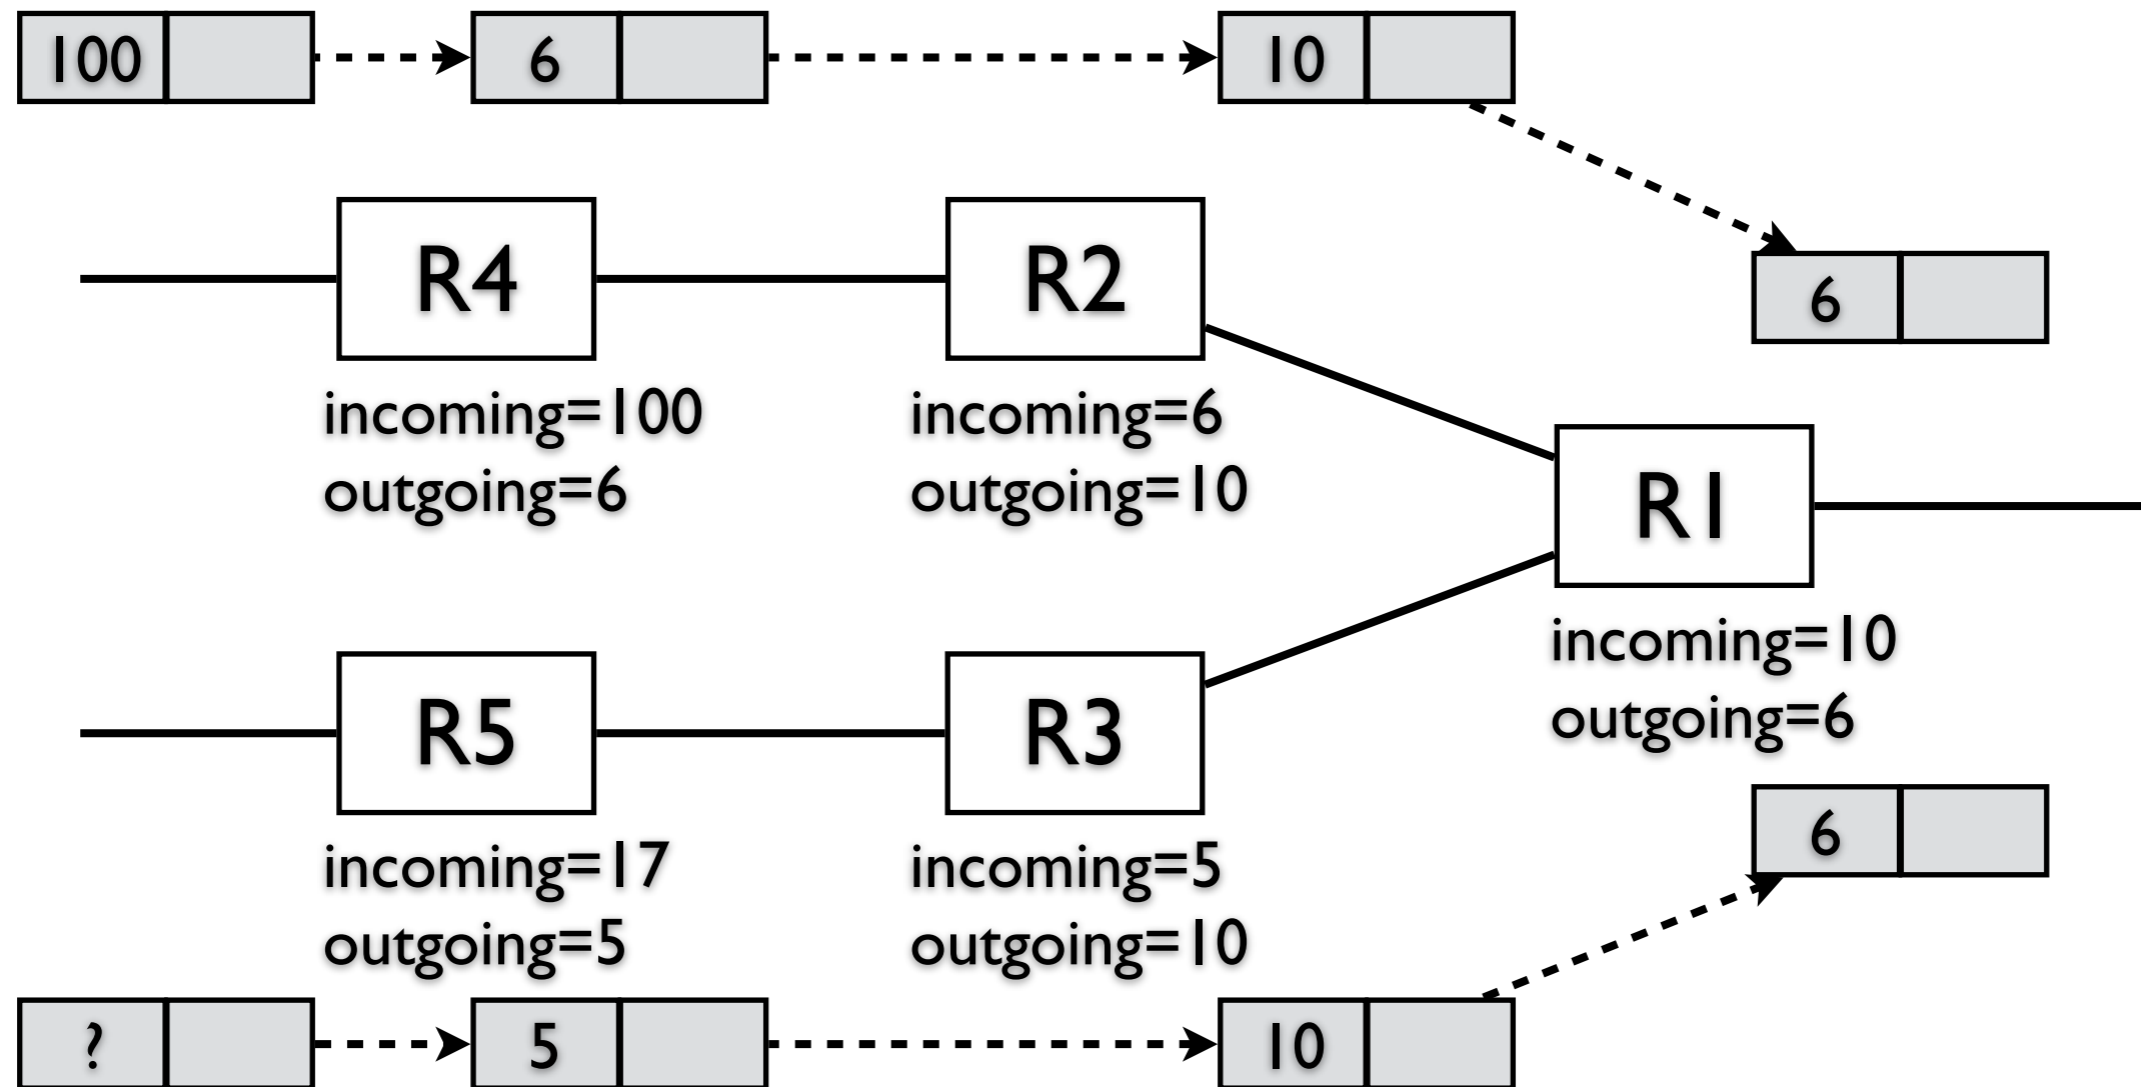 100
6
10
6
R4
R2
incoming=100
outgoing=6
incoming=6
outgoing=10
R1
incoming=10
outgoing=6
R5
R3
incoming=17
outgoing=5
incoming=5
outgoing=10
6
?
5
10